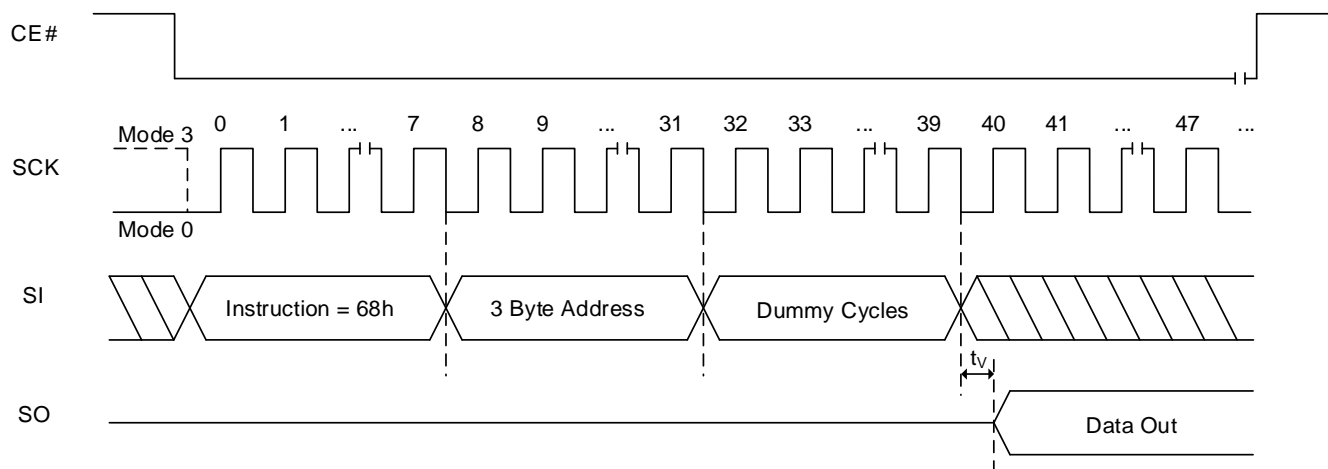 CE#
0 1 ... 7 8 9 ... 31 32 33 ... 39 40 41 ... 47 ...
Mode 3
SCK
Mode 0
SI
Instruction = 68h
3 Byte Address
Dummy Cycles
tV
SO
Data Out